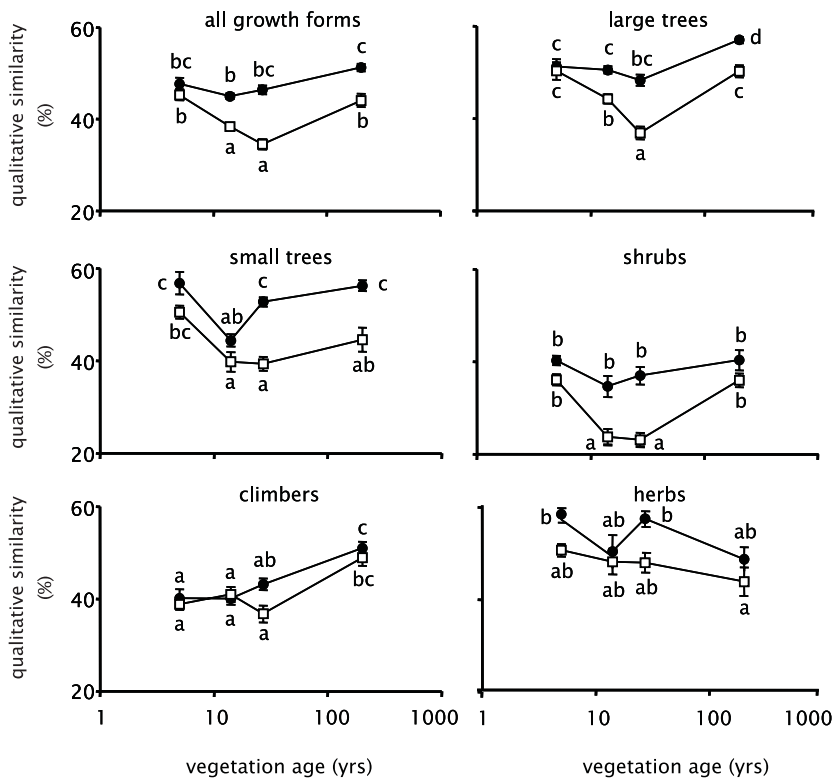 all growth forms
large trees
60
qualitative similarity
(%)
bc
b
bc
c
c
c
bc
d
40
b
a
a
b
c
b
a
c
20
small trees
shrubs
60
qualitative similarity
(%)
c
ab
c
c
b
b
b
b
40
bc
a
a
ab
b
a
a
b
20
climbers
herbs
60
qualitative similarity
(%)
a
a
ab
c
b
ab
b
ab
40
a
a
a
bc
ab
ab
ab
a
20
1 10 100 1000
1 10 100 1000
vegetation age (yrs)
vegetation age (yrs)